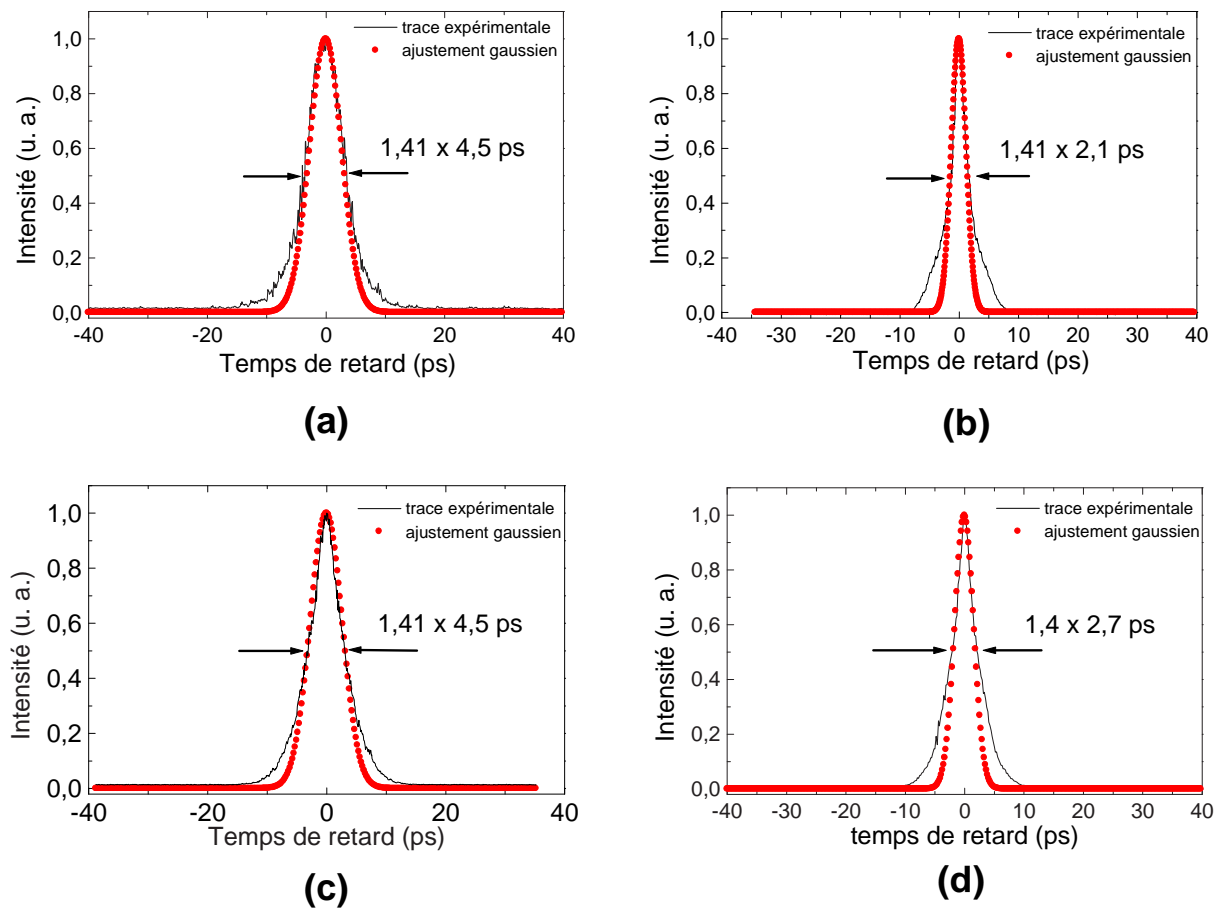 trace expérimentale
ajustement gaussien
1,0
0,8
0,6
0,4
0,2
0,0
Intensité (u. a.)
1,41 x 4,5 ps
-40
-20
0
20
40
Temps de retard (ps)
(a)
trace expérimentale
ajustement gaussien
1,0
0,8
0,6
0,4
0,2
0,0
Intensité (u. a.)
1,41 x 2,1 ps
-40
-30
-20
-10
0
10
20
30
40
Temps de retard (ps)
(b)
trace expérimentale
ajustement gaussien
1,0
0,8
0,6
0,4
0,2
0,0
Intensité (u. a.)
1,41 x 4,5 ps
-40
-20
0
20
40
Temps de retard (ps)
(c)
trace expérimentale
ajustement gaussien
1,0
0,8
0,6
0,4
0,2
0,0
Intensité (u. a.)
1,4 x 2,7 ps
-40
-30
-20
-10
0
10
20
30
40
temps de retard (ps)
(d)